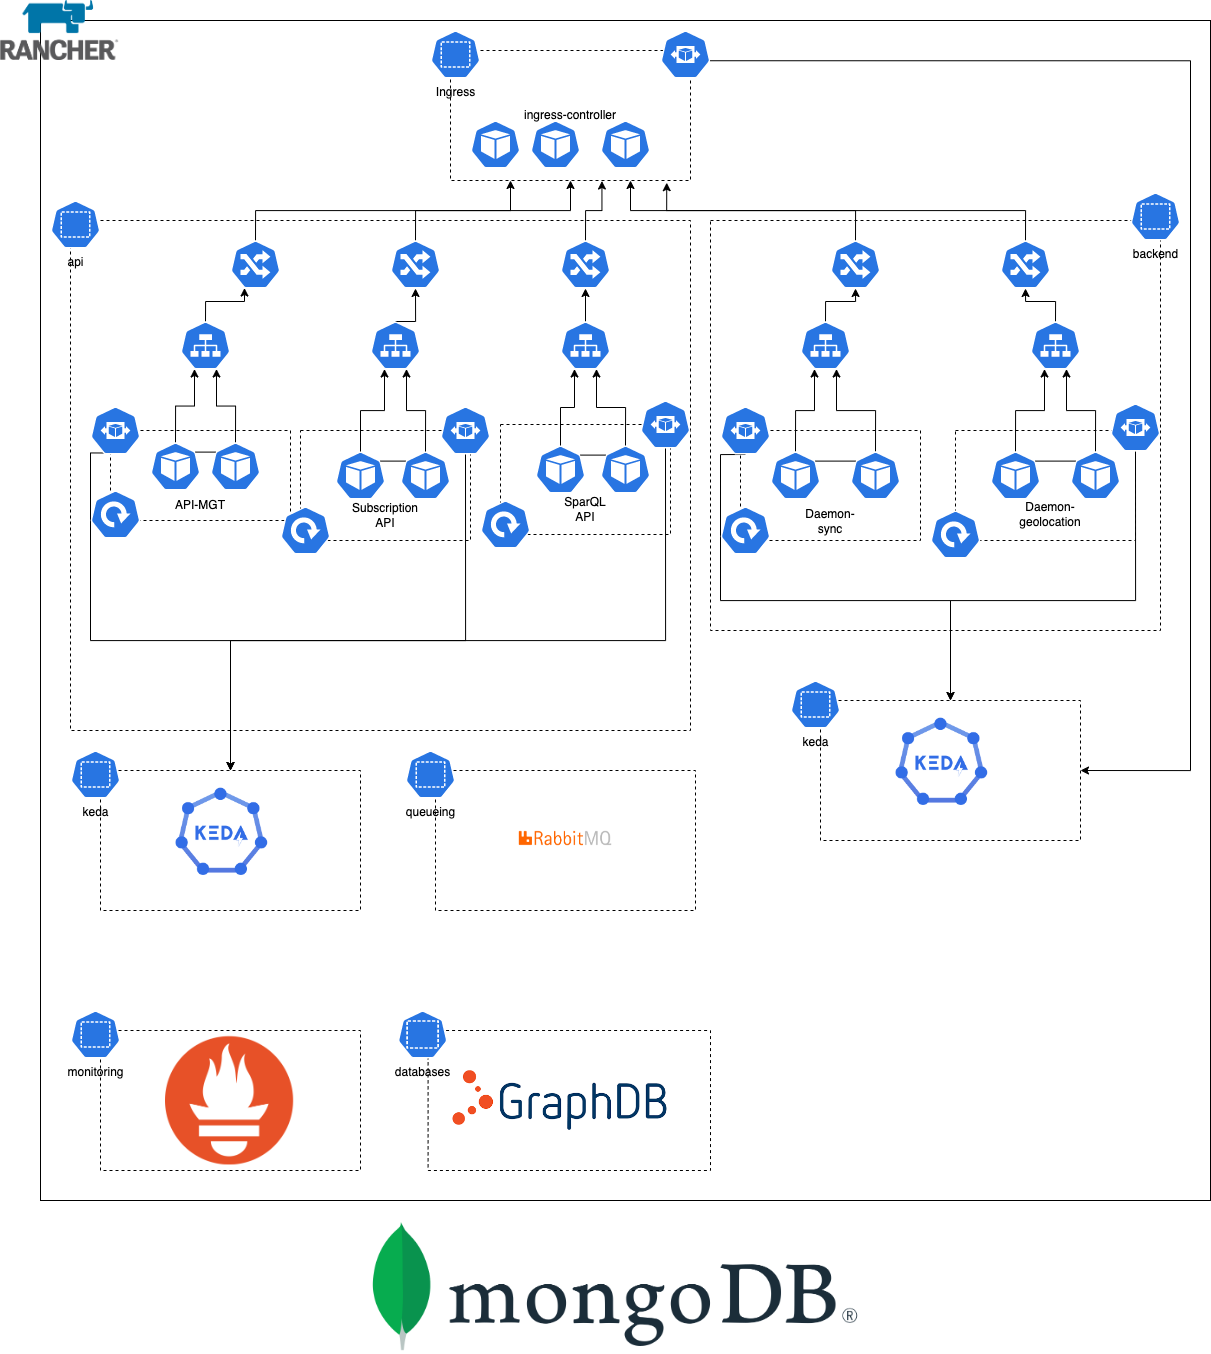 RANCHER
Ingress
ingress-controller
api
backend
API-MGT
Subscription
API
SparQL
API
Daemon-
sync
Daemon-
geolocation
keda
KEDA
keda
KEDA
queueing
RabbitMQ
monitoring
databases
GraphDB
mongoDB®